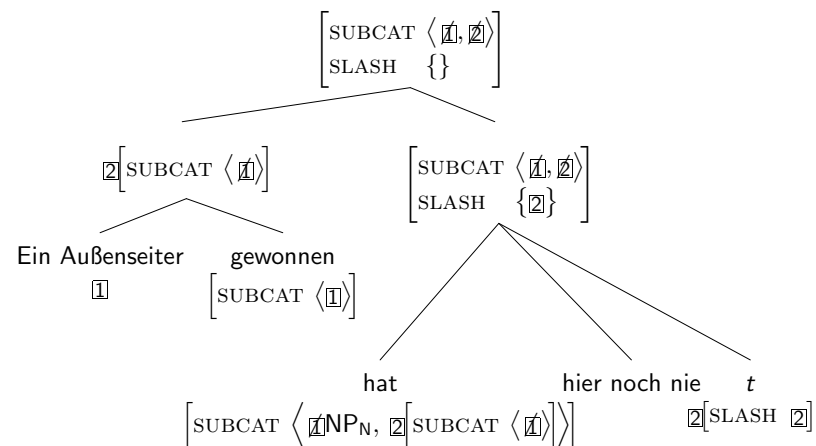 SUBCAT ⟨1̸, 2̸⟩
SLASH {}
2[SUBCAT ⟨1̸⟩]
SUBCAT ⟨1̸, 2̸⟩
SLASH {2}
Ein Außenseiter gewonnen
1 [SUBCAT ⟨1⟩]
hat hier noch nie t
[SUBCAT ⟨1̸NP_N, 2[SUBCAT ⟨1̸⟩]⟩] 2[SLASH 2]